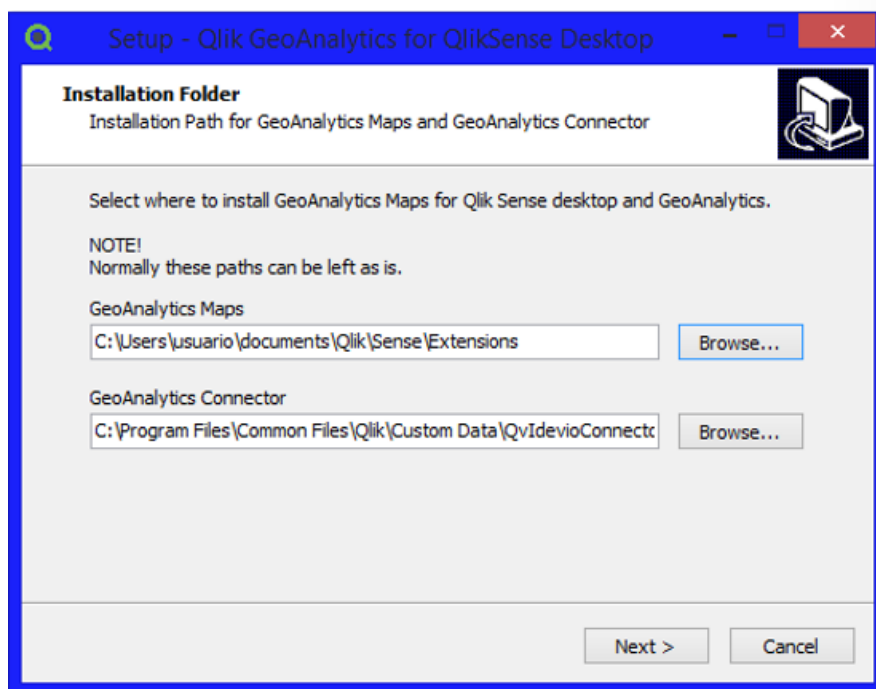 Setup - Qlik GeoAnalytics for QlikSense Desktop
Installation Folder
Installation Path for GeoAnalytics Maps and GeoAnalytics Connector
Select where to install GeoAnalytics Maps for Qlik Sense desktop and GeoAnalytics.
NOTE!
Normally these paths can be left as is.
GeoAnalytics Maps
C:\Users\usuario\documents\Qlik\Sense\Extensions
Browse...
GeoAnalytics Connector
C:\Program Files\Common Files\Qlik\Custom Data\QvIdevioConnectc
Browse...
Next >
Cancel